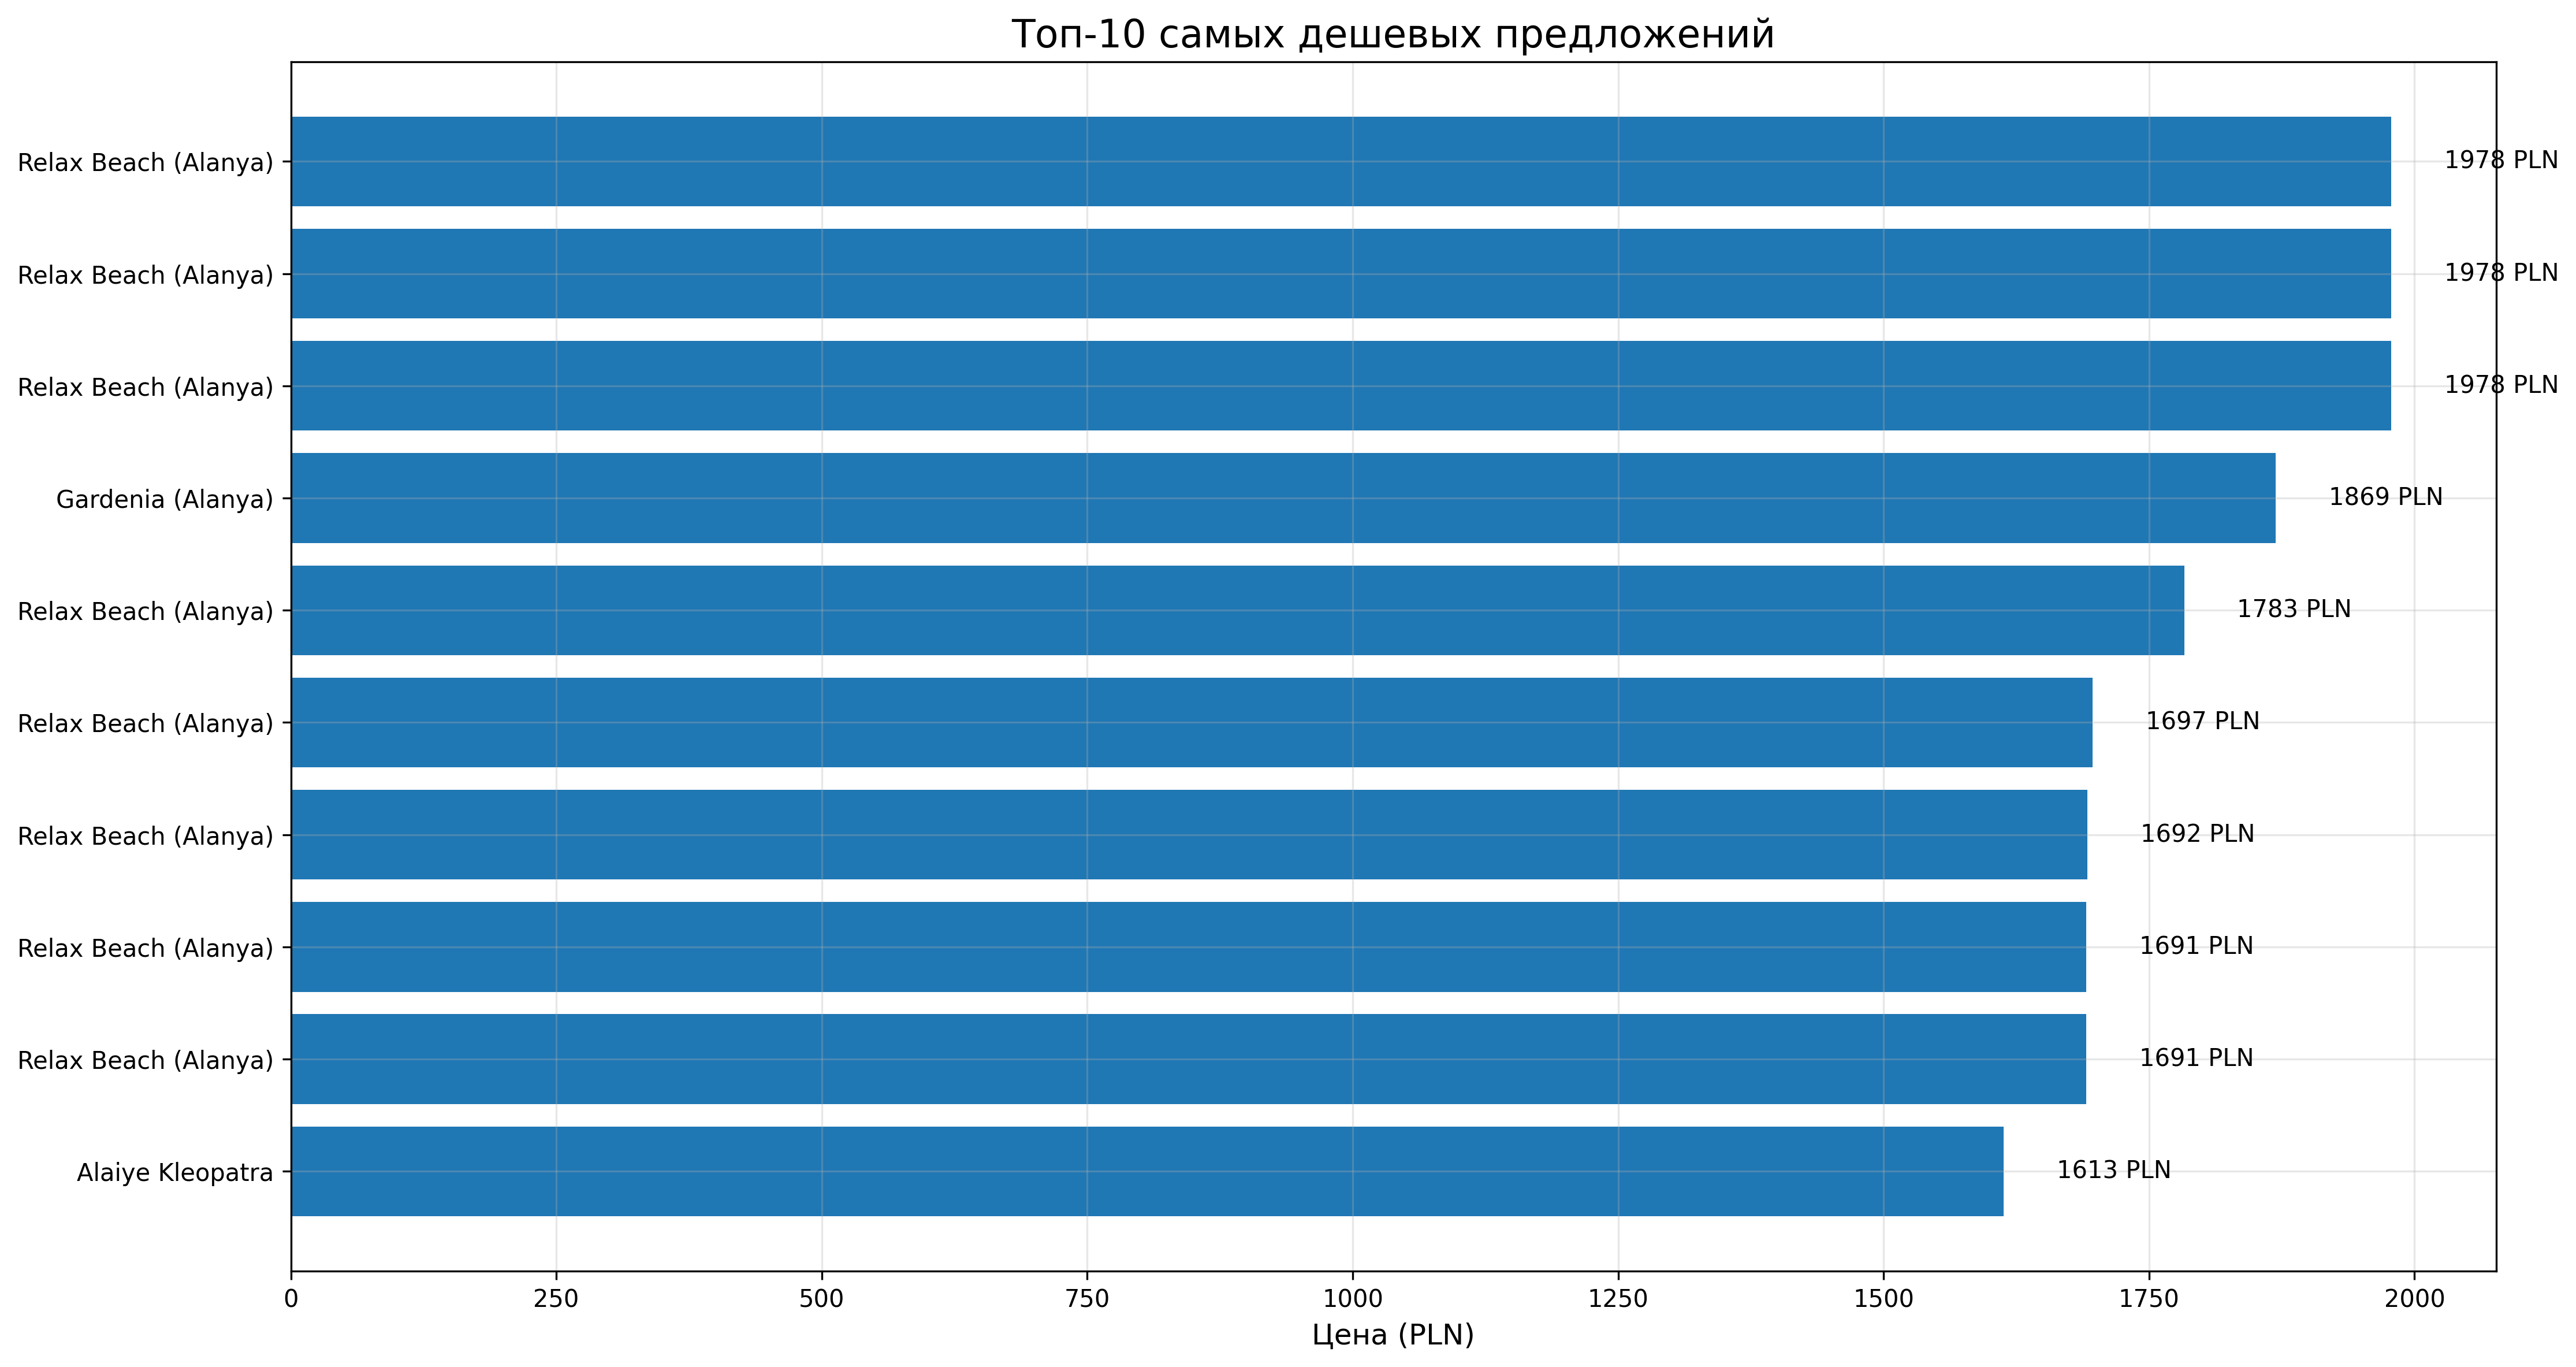 Топ-10 самых дешевых предложений
Relax Beach (Alanya)
1978 PLN
Relax Beach (Alanya)
1978 PLN
Relax Beach (Alanya)
1978 PLN
Gardenia (Alanya)
1869 PLN
Relax Beach (Alanya)
1783 PLN
Relax Beach (Alanya)
1697 PLN
Relax Beach (Alanya)
1692 PLN
Relax Beach (Alanya)
1691 PLN
Relax Beach (Alanya)
1691 PLN
Alaiye Kleopatra
1613 PLN
0 250 500 750 1000 1250 1500 1750 2000
Цена (PLN)